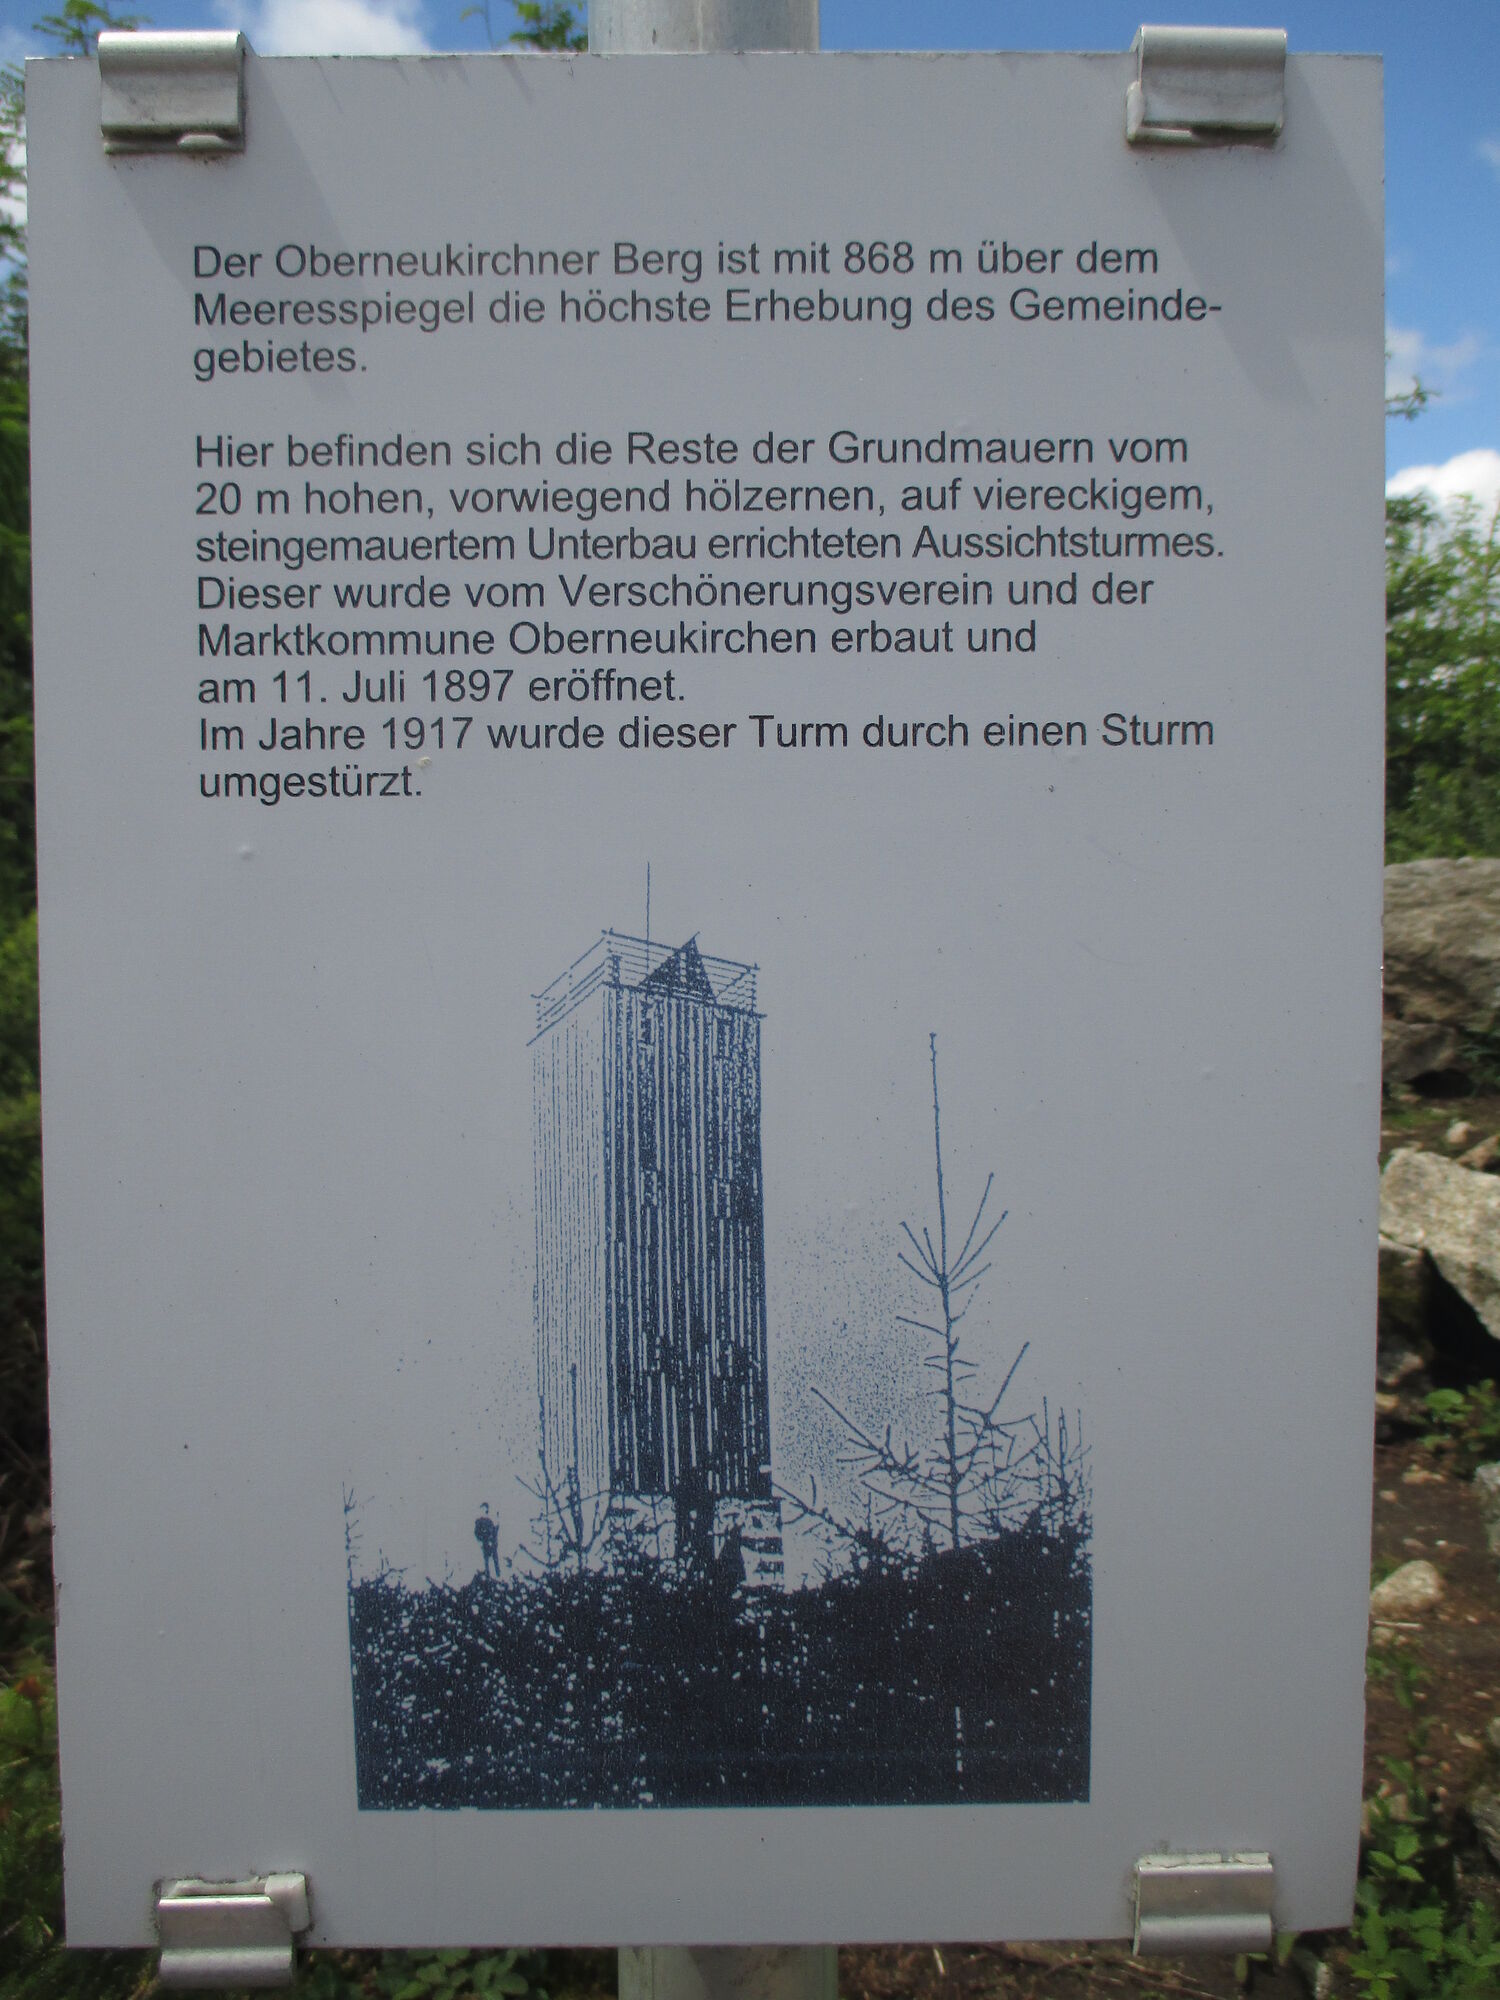 Der Oberneukirchner Berg ist mit 868 m über dem
Meeresspiegel die höchste Erhebung des Gemeinde-
gebietes.
Hier befinden sich die Reste der Grundmauern vom
20 m hohen, vorwiegend hölzernen, auf viereckigem,
steingemauertem Unterbau errichteten Aussichtsturmes.
Dieser wurde vom Verschönerungsverein und der
Marktkommune Oberneukirchen erbaut und
am 11. Juli 1897 eröffnet.
Im Jahre 1917 wurde dieser Turm durch einen Sturm
umgestürzt.